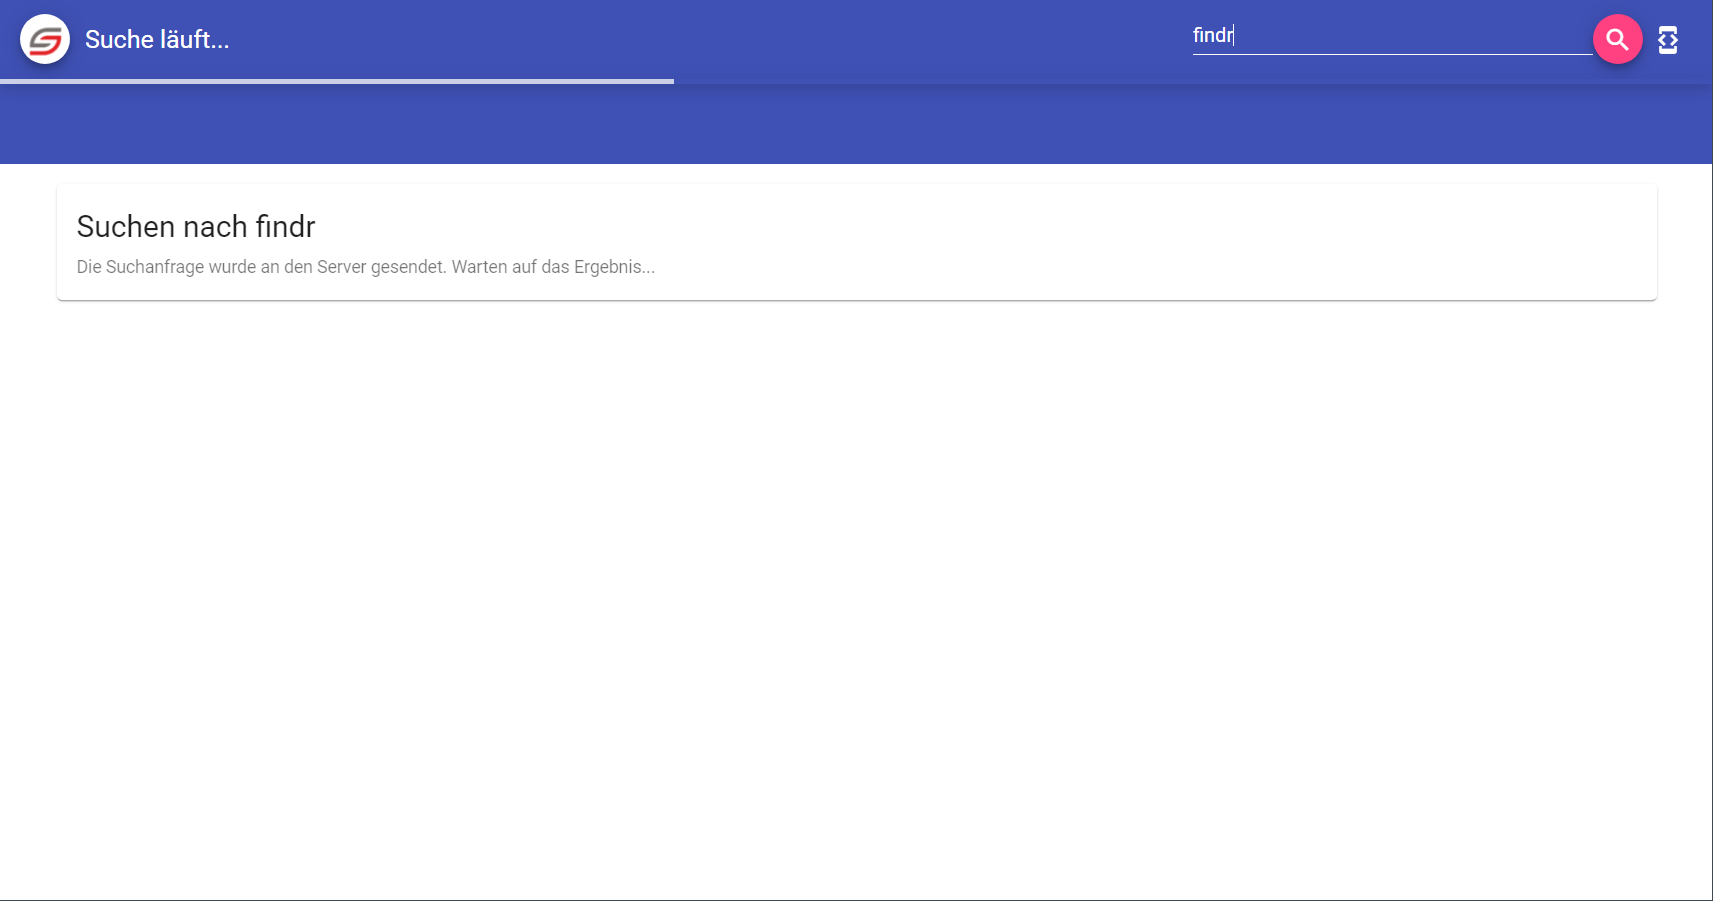 Suche läuft...
findr
Suchen nach findr
Die Suchanfrage wurde an den Server gesendet. Warten auf das Ergebnis...